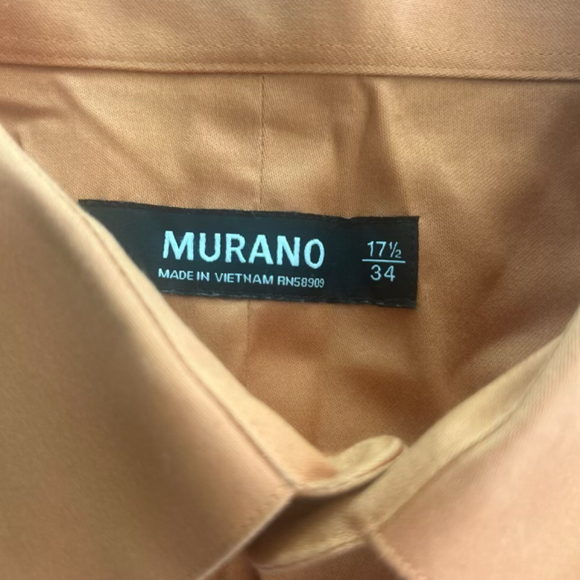 MURANO
MADE IN VIETNAM RN58909
17½
34